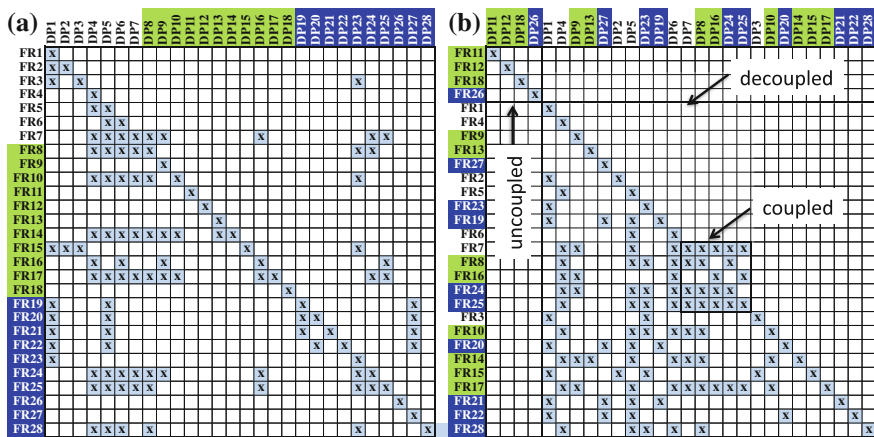 (a)
DP1 DP2 DP3 DP4 DP5 DP6 DP7 DP8 DP9 DP10 DP11 DP12 DP13 DP14 DP15 DP16 DP17 DP18 DP19 DP20 DP21 DP22 DP23 DP24 DP25 DP26 DP27 DP28
FR1 x
FR2 x x
FR3 x x x
FR4 x
FR5 x x
FR6 x x
FR7 x x x x x x x x x
FR8 x x x x x x x
FR9 x
FR10 x x x x x x x
FR11 x
FR12 x
FR13 x
FR14 x x x x x x x x x
FR15 x x x x x
FR16 x x x x x x
FR17 x x x x x x x x x x x
FR18 x
FR19 x x x x
FR20 x x x x x
FR21 x x x x x
FR22 x x x x x
FR23 x x
FR24 x x x x x x x x x
FR25 x x x x x x x x x
FR26 x
FR27 x
FR28 x x x x x x
(b)
DP11 DP12 DP18 DP26 DP1 DP4 DP9 DP13 DP27 DP2 DP5 DP23 DP19 DP6 DP7 DP8 DP16 DP24 DP25 DP3 DP10 DP20 DP14 DP15 DP17 DP21 DP22 DP28
FR11 x
FR12 x
FR18 x
FR26 x
decoupled
uncoupled
FR1 x
FR4 x
FR9 x
FR13 x
FR27 x
FR2 x x
FR5 x x
FR23 x x
coupled
FR19 x x x x
FR6 x x
FR7 x x x x x x x x x
FR8 x x x x x x x
FR16 x x x x x x
FR24 x x x x x x x x x
FR25 x x x x x x x x x
FR3 x x x
FR10 x x x x x x x
FR20 x x x x x
FR14 x x x x x x x x x
FR15 x x x x x
FR17 x x x x x x x x x x x
FR21 x x x x x
FR22 x x x x x
FR28 x x x x x x